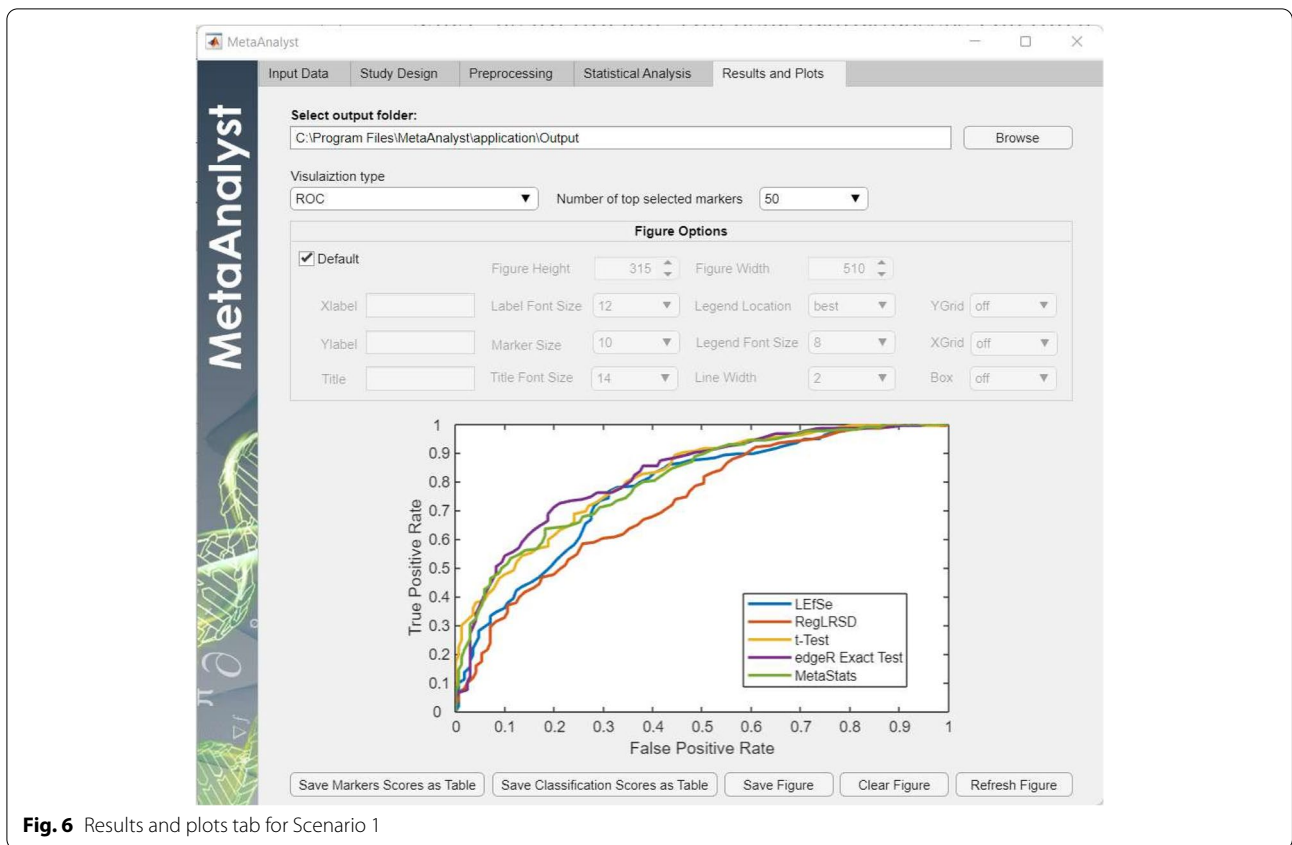 MetaAnalyst
MetaAnalyst
Input Data Study Design Preprocessing Statistical Analysis Results and Plots
Select output folder:
C:\Program Files\MetaAnalyst\application\Output Browse
Visulaiztion type
ROC Number of top selected markers 50
Figure Options
Default
Figure Height 315 Figure Width 510
Xlabel Label Font Size 12 Legend Location best YGrid off
Ylabel Marker Size 10 Legend Font Size 8 XGrid off
Title Title Font Size 14 Line Width 2 Box off
True Positive Rate
1
0.9
0.8
0.7
0.6
0.5
0.4
0.3
0.2
0.1
0
LEfSe
RegLRSD
t-Test
edgeR Exact Test
MetaStats
0 0.1 0.2 0.3 0.4 0.5 0.6 0.7 0.8 0.9 1
False Positive Rate
∂
π
∇∫
Save Markers Scores as Table Save Classification Scores as Table Save Figure Clear Figure Refresh Figure
Fig. 6 Results and plots tab for Scenario 1